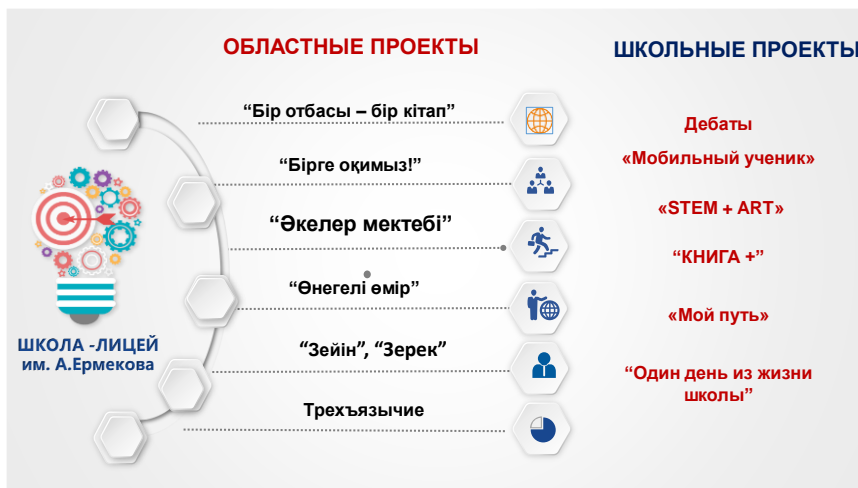 ОБЛАСТНЫЕ ПРОЕКТЫ
“Бір отбасы – бір кітап”
“Бірге оқимыз!”
“Әкелер мектебі”
“Өнегелі өмір”
“Зейін”, “Зерек”
Трехъязычие
ШКОЛА -ЛИЦЕЙ
им. А.Ермекова
ШКОЛЬНЫЕ ПРОЕКТЫ
Дебаты
«Мобильный ученик»
«STEM + ART»
“КНИГА +”
«Мой путь»
“Один день из жизни
школы”